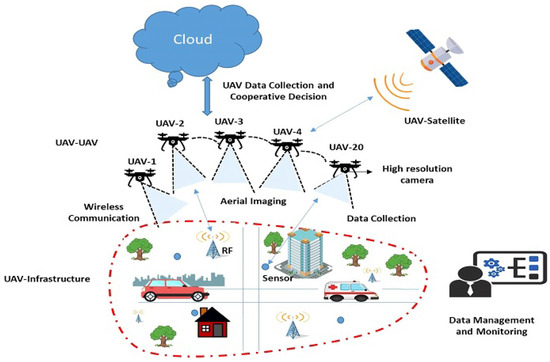 Cloud
UAV Data Collection and
Cooperative Decision
UAV-Satellite
UAV-UAV
UAV-1
UAV-2
UAV-3
UAV-4
UAV-20
High resolution
camera
Wireless
Communication
Aerial Imaging
Data Collection
UAV-Infrastructure
RF
Sensor
Data Management
and Monitoring